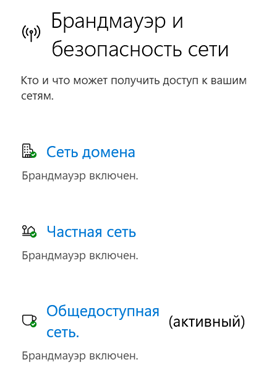 Брандмауэр и
безопасность сети
Кто и что может получить доступ к вашим
сетям.
Сеть домена
Брандмауэр включен.
Частная сеть
Брандмауэр включен.
Общедоступная (активный)
сеть.
Брандмауэр включен.